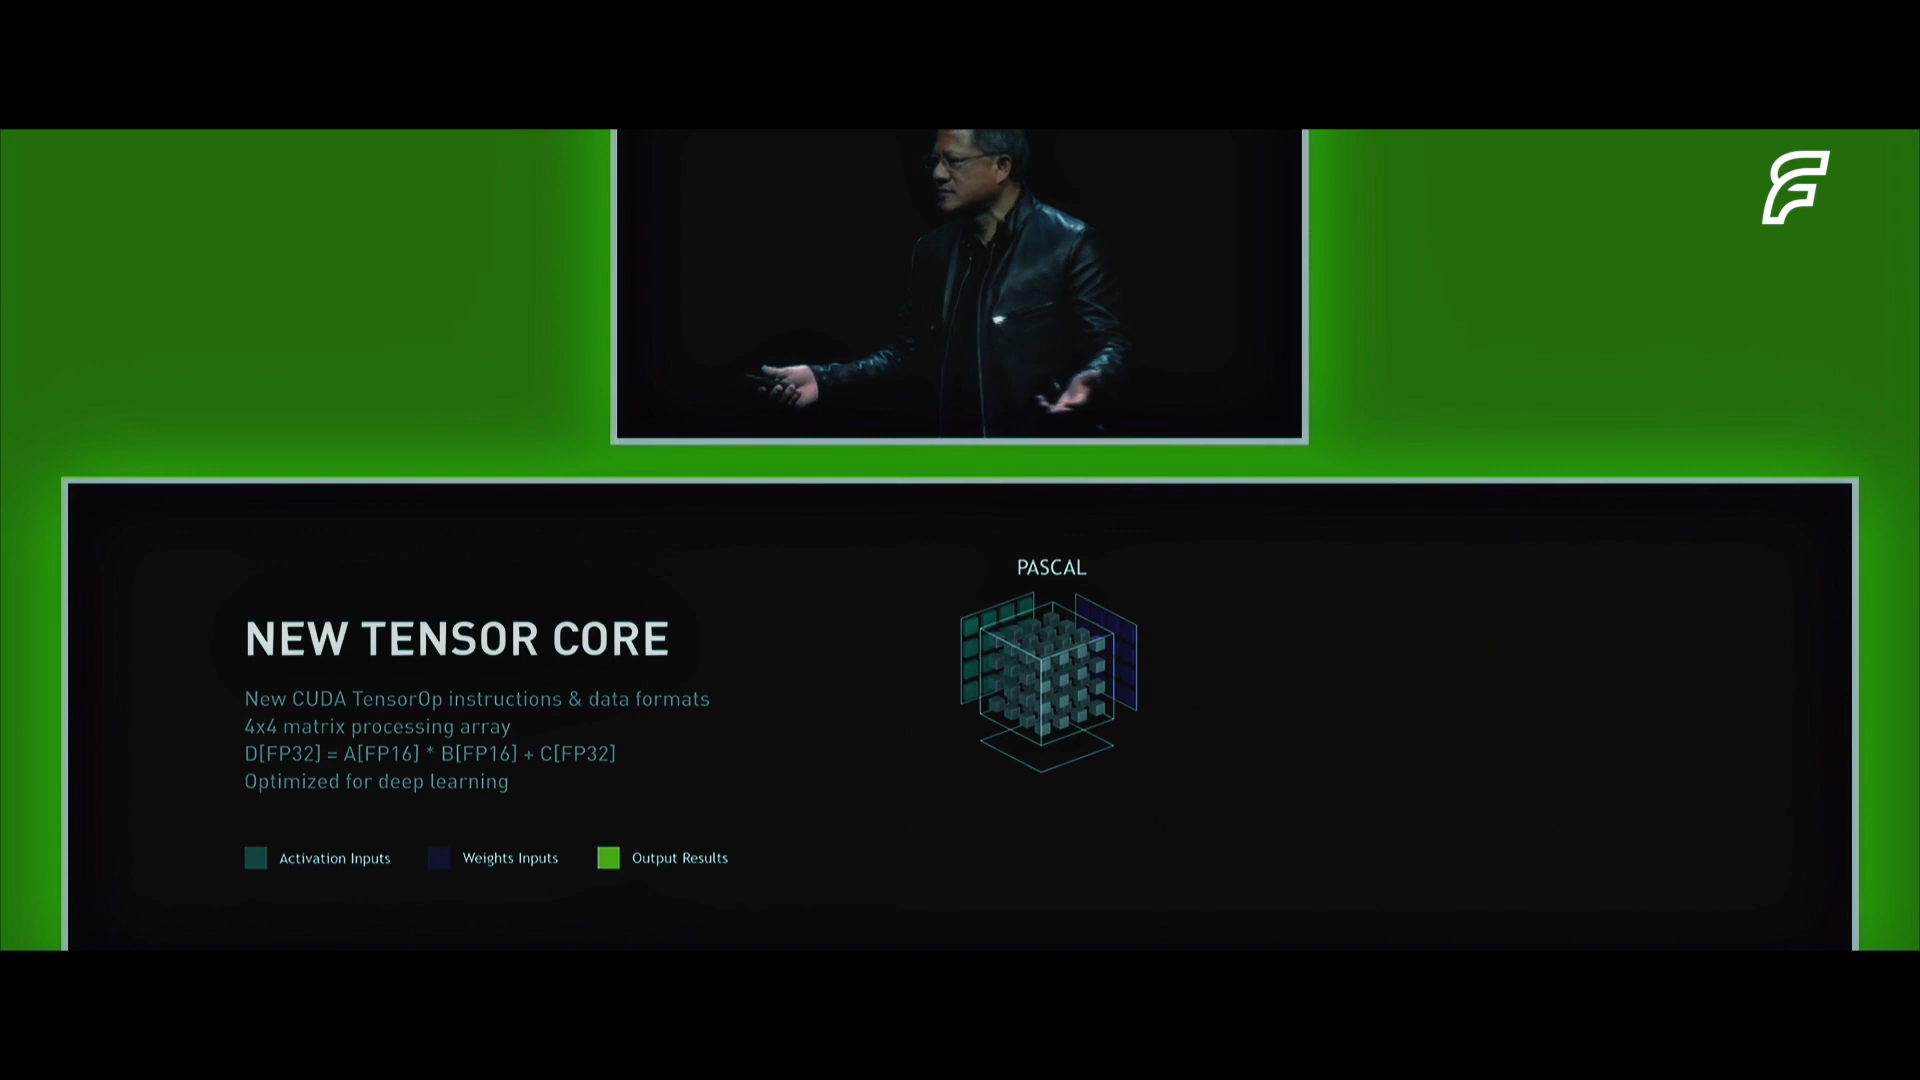 PASCAL
NEW TENSOR CORE
New CUDA TensorOp instructions & data formats
4x4 matrix processing array
D[FP32] = A[FP16] * B[FP16] + C[FP32]
Optimized for deep learning
Activation Inputs
Weights Inputs
Output Results